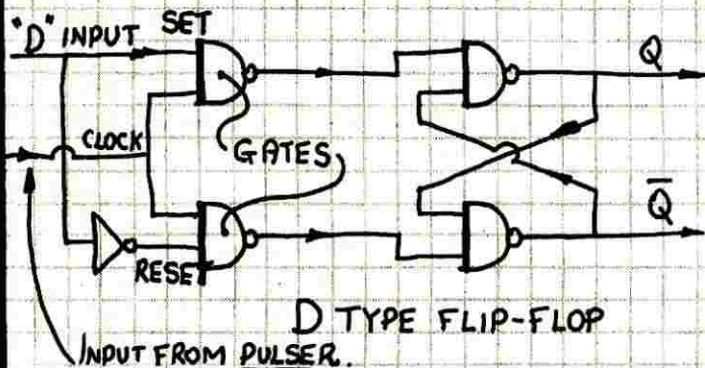 "D" INPUT SET
Q
CLOCK
GATES
Q̅
RESET
D TYPE FLIP-FLOP
INPUT FROM PULSER.